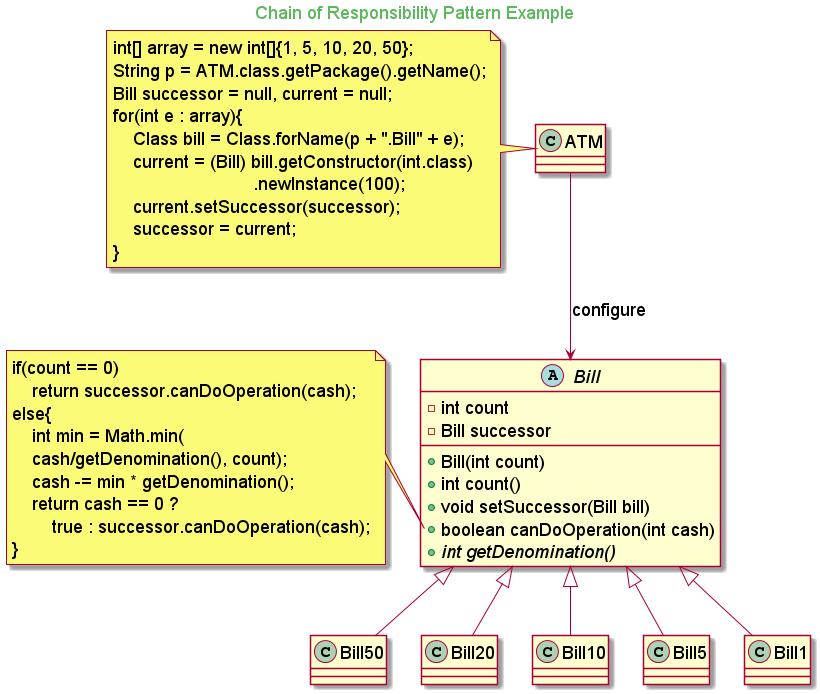 Chain of Responsibility Pattern Example
int[] array = new int[]{1, 5, 10, 20, 50};
String p = ATM.class.getPackage().getName();
Bill successor = null, current = null;
for(int e : array){
Class bill = Class.forName(p + ".Bill" + e);
current = (Bill) bill.getConstructor(int.class)
.newInstance(100);
current.setSuccessor(successor);
successor = current;
}
C ATM
configure
if(count == 0)
return successor.canDoOperation(cash);
else{
int min = Math.min(
cash/getDenomination(), count);
cash -= min * getDenomination();
return cash == 0 ?
true : successor.canDoOperation(cash);
}
A Bill
int count
Bill successor
Bill(int count)
int count()
void setSuccessor(Bill bill)
boolean canDoOperation(int cash)
int getDenomination()
C Bill50
C Bill20
C Bill10
C Bill5
C Bill1